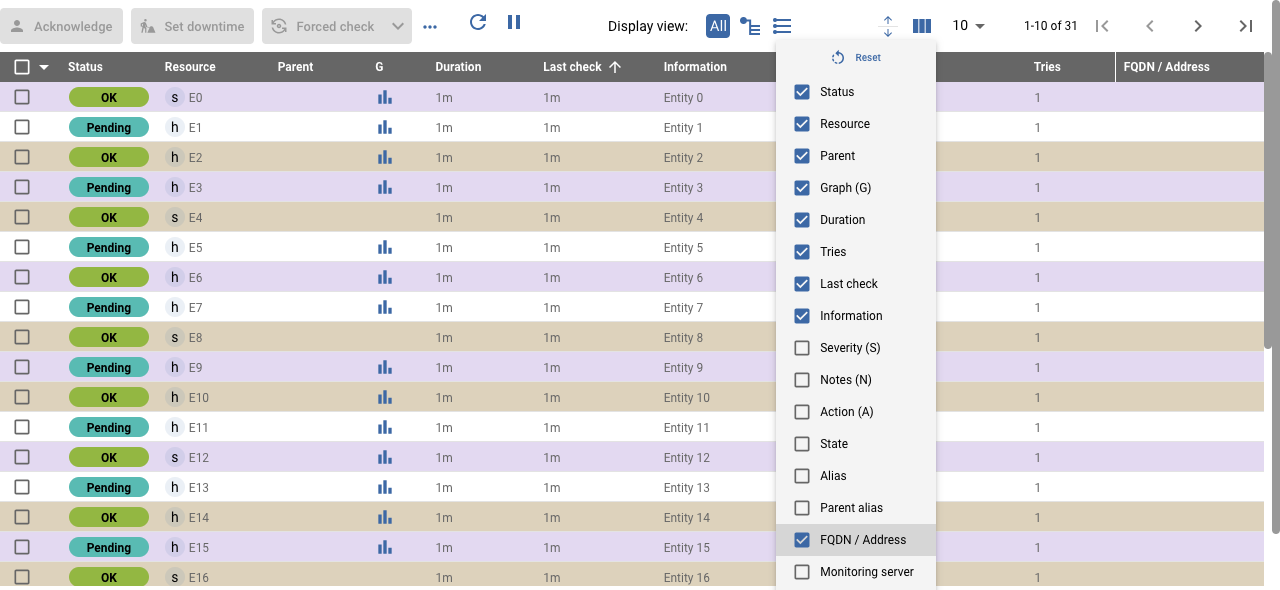 Acknowledge Set downtime Forced check Display view: All 10 1-10 of 31
Status Resource Parent G Duration Last check Information Tries FQDN / Address
OK s E0 1m 1m Entity 0 1
Pending h E1 1m 1m Entity 1 1
OK h E2 1m 1m Entity 2 1
Pending h E3 1m 1m Entity 3 1
OK s E4 1m 1m Entity 4 1
Pending h E5 1m 1m Entity 5 1
OK h E6 1m 1m Entity 6 1
Pending h E7 1m 1m Entity 7 1
OK s E8 1m 1m Entity 8 1
Pending h E9 1m 1m Entity 9 1
OK h E10 1m 1m Entity 10 1
Pending h E11 1m 1m Entity 11 1
OK s E12 1m 1m Entity 12 1
Pending h E13 1m 1m Entity 13 1
OK h E14 1m 1m Entity 14 1
Pending h E15 1m 1m Entity 15 1
OK s E16 1m 1m Entity 16 1
Reset
Status
Resource
Parent
Graph (G)
Duration
Tries
Last check
Information
Severity (S)
Notes (N)
Action (A)
State
Alias
Parent alias
FQDN / Address
Monitoring server